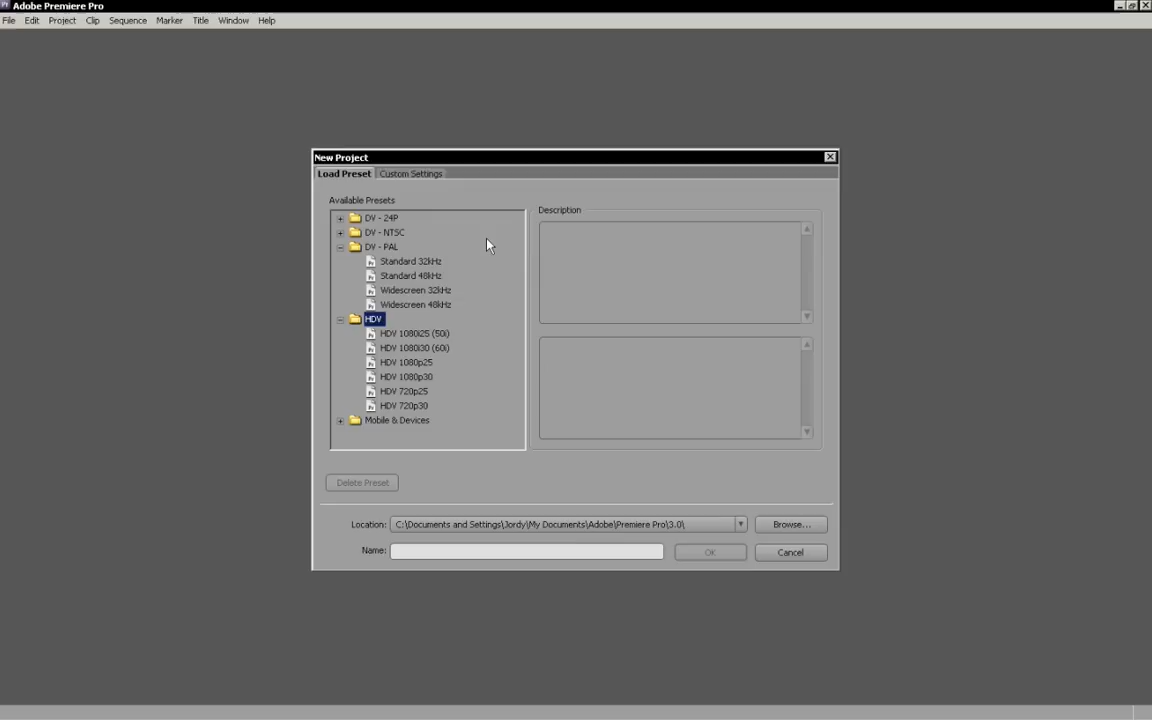 Adobe Premiere Pro
File Edit Project Clip Sequence Marker Title Window Help
New Project
Load Preset Custom Settings
Available Presets
DV - 24P
DV - NTSC
DV - PAL
Standard 32kHz
Standard 48kHz
Widescreen 32kHz
Widescreen 48kHz
HDV
HDV 1080i25 (50i)
HDV 1080i30 (60i)
HDV 1080p25
HDV 1080p30
HDV 720p25
HDV 720p30
Mobile & Devices
Description
Delete Preset
Location: C:\Documents and Settings\Jordy\My Documents\Adobe\Premiere Pro\3.0\ Browse...
Name: OK Cancel